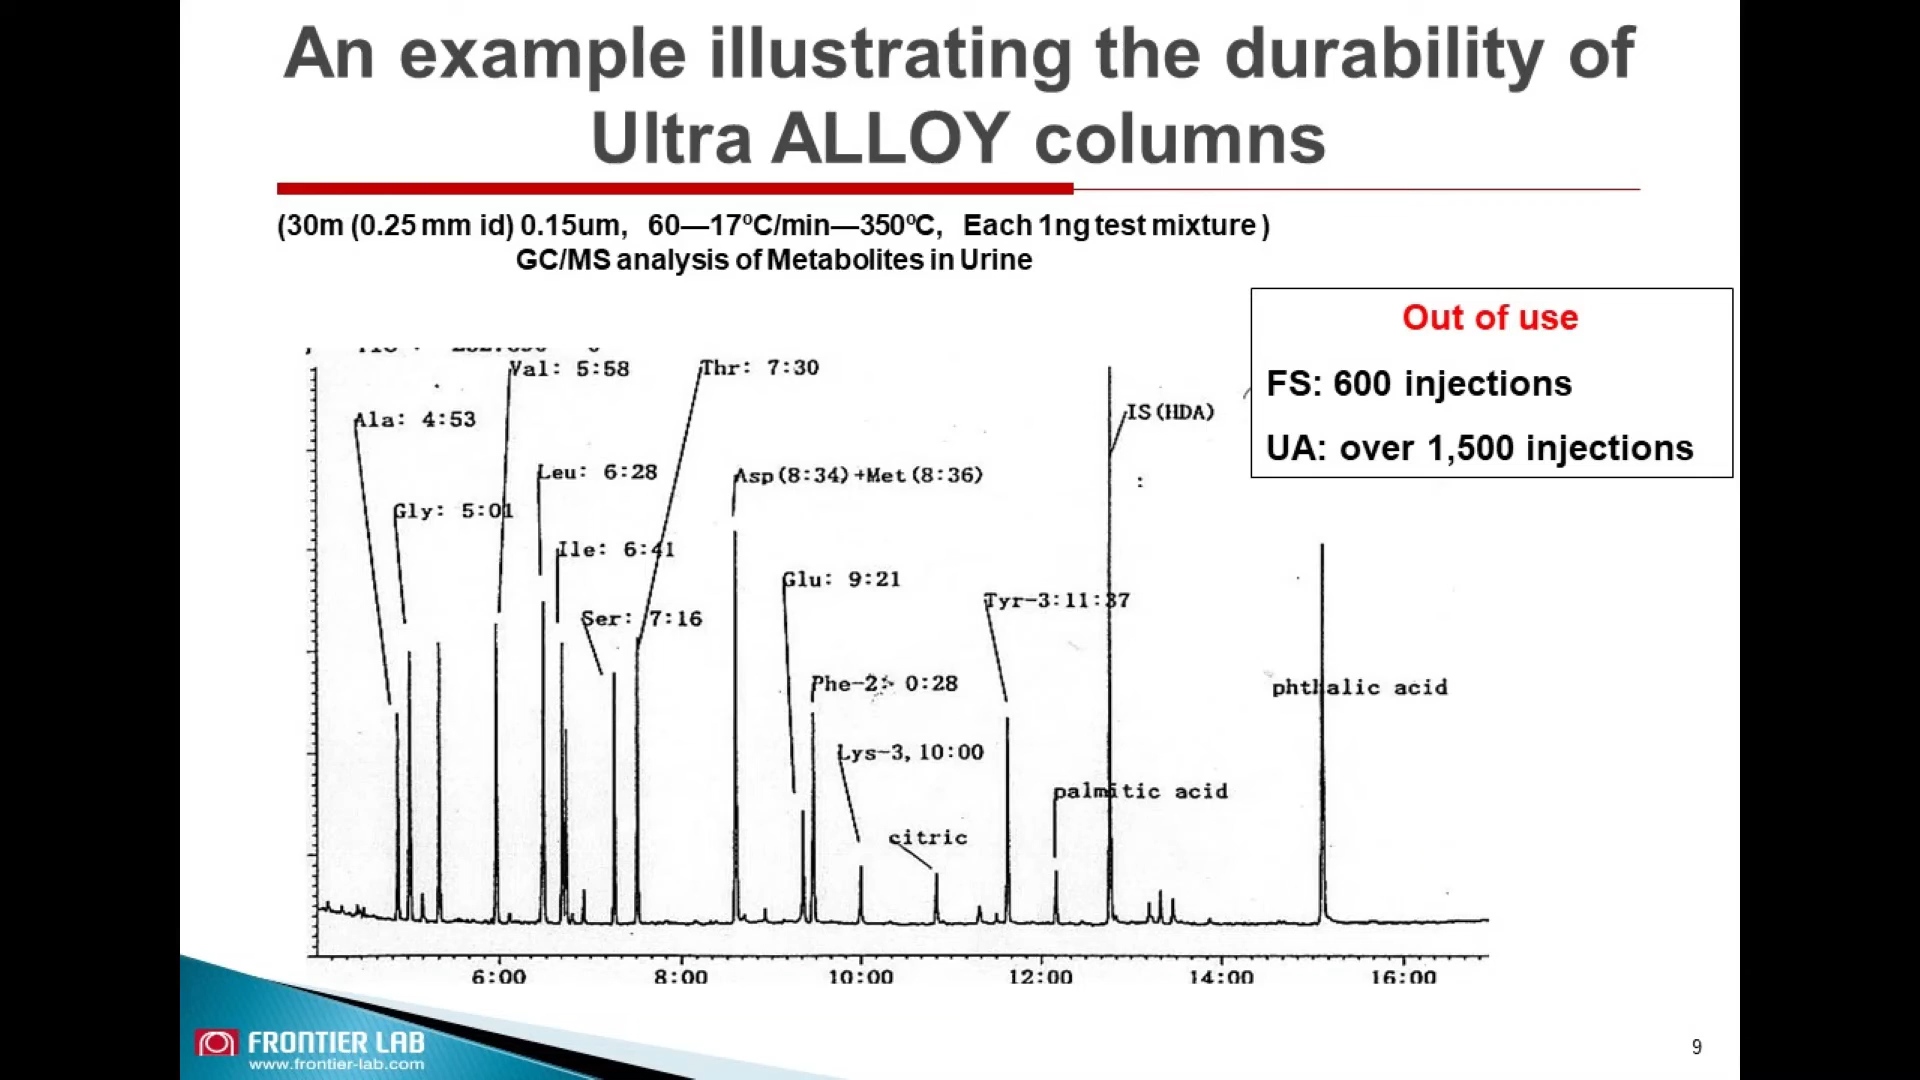 An example illustrating the durability of
Ultra ALLOY columns
(30m (0.25 mm id) 0.15um, 60—17ºC/min—350ºC, Each 1ng test mixture )
GC/MS analysis of Metabolites in Urine
Out of use
FS: 600 injections
UA: over 1,500 injections
Val: 5:58
Thr: 7:30
Ala: 4:53
IS(HDA)
Leu: 6:28
Asp(8:34)+Met(8:36)
Gly: 5:01
Ile: 6:41
Glu: 9:21
Tyr-3:11:37
Ser: 7:16
Phe-2: 0:28
phthalic acid
Lys-3,10:00
palmitic acid
citric
6:00 8:00 10:00 12:00 14:00 16:00
FRONTIER LAB
www.frontier-lab.com
9